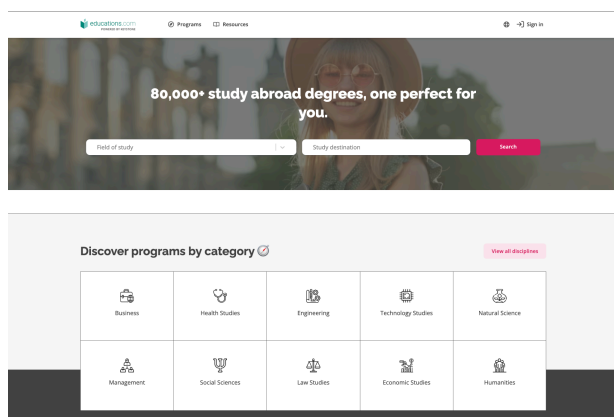 educations.com
POWERED BY KEYSTONE
Programs
Resources
Sign in
80,000+ study abroad degrees, one perfect for
you.
Field of study
Study destination
Search
Discover programs by category
View all disciplines
Business
Health Studies
Engineering
Technology Studies
Natural Science
Management
Social Sciences
Law Studies
Economic Studies
Humanities